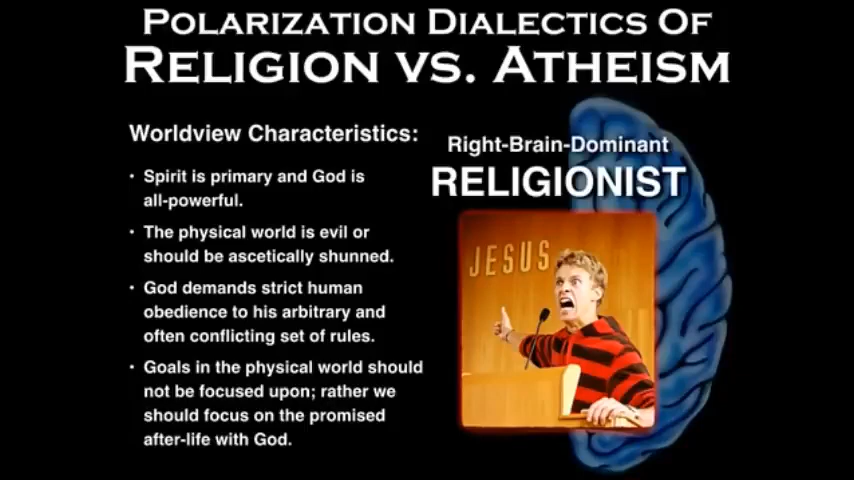 POLARIZATION DIALECTICS OF
RELIGION VS. ATHEISM
Worldview Characteristics:
• Spirit is primary and God is
all-powerful.
• The physical world is evil or
should be ascetically shunned.
• God demands strict human
obedience to his arbitrary and
often conflicting set of rules.
• Goals in the physical world should
not be focused upon; rather we
should focus on the promised
after-life with God.
Right-Brain-Dominant
RELIGIONIST
JESUS